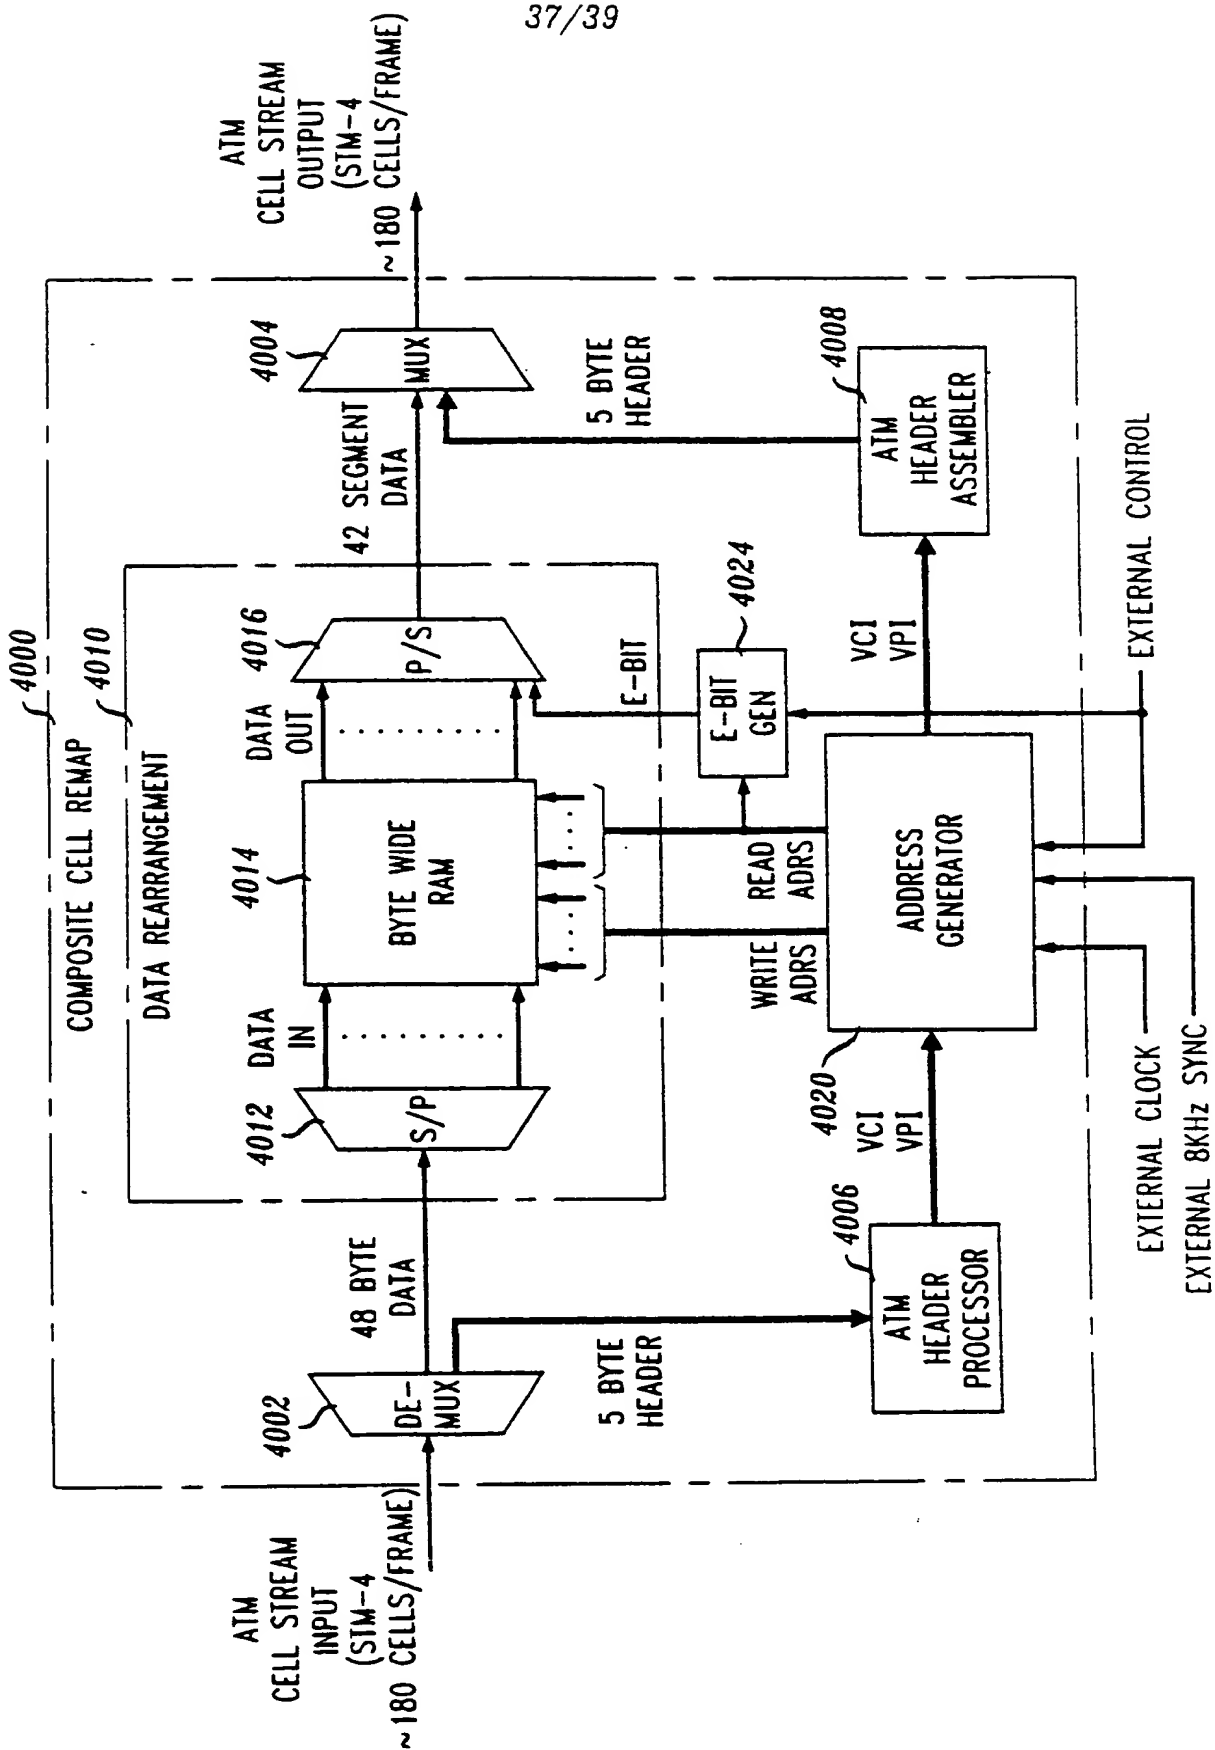 37/39
ATM
CELL STREAM
OUTPUT
(STM-4
~180 CELLS/FRAME)
4000
COMPOSITE CELL REMAP
4010
DATA REARRANGEMENT
4004
MUX
42 SEGMENT
DATA
5 BYTE
HEADER
4008
ATM
HEADER
ASSEMBLER
4016
P/S
DATA
OUT
E-BIT
4024
E-BIT
GEN
VCI
VPI
EXTERNAL CONTROL
4014
BYTE WIDE
RAM
READ
ADRS
WRITE
ADRS
ADDRESS
GENERATOR
4020
DATA
IN
4012
S/P
VCI
VPI
EXTERNAL CLOCK
EXTERNAL 8KHz SYNC
48 BYTE
DATA
4006
ATM
HEADER
PROCESSOR
5 BYTE
HEADER
4002
DE-
MUX
ATM
CELL STREAM
INPUT
(STM-4
~180 CELLS/FRAME)